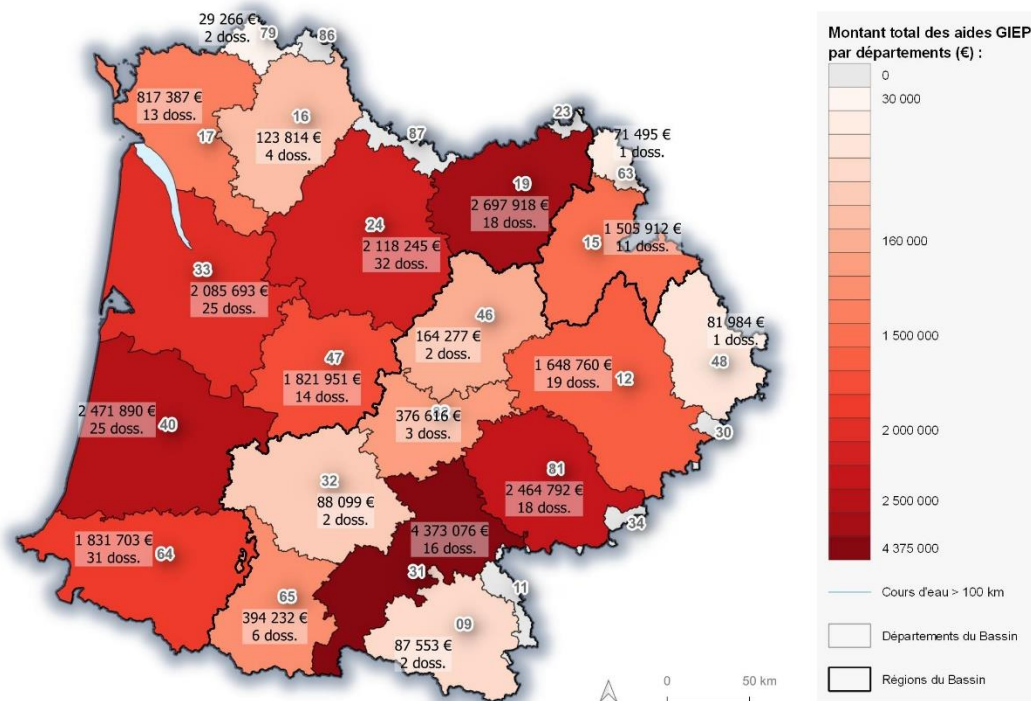 29 266 €
2 doss.
79
86
817 387 €
13 doss.
17
16
123 814 €
4 doss.
87
23
71 495 €
1 doss.
63
19
2 697 918 €
18 doss.
24
2 118 245 €
32 doss.
15
1 505 912 €
11 doss.
33
2 085 693 €
25 doss.
46
164 277 €
2 doss.
81 984 €
1 doss.
48
47
1 821 951 €
14 doss.
1 648 760 €
19 doss.
12
2 471 890 €
25 doss.
40
376 616 €
3 doss.
30
32
88 099 €
2 doss.
81
2 464 792 €
18 doss.
34
4 373 076 €
16 doss.
31
1 831 703 €
31 doss.
64
11
65
394 232 €
6 doss.
09
87 553 €
2 doss.
0
50 km
Montant total des aides GIEP
par départements (€) :
0
30 000
160 000
1 500 000
2 000 000
2 500 000
4 375 000
Cours d'eau > 100 km
Départements du Bassin
Régions du Bassin